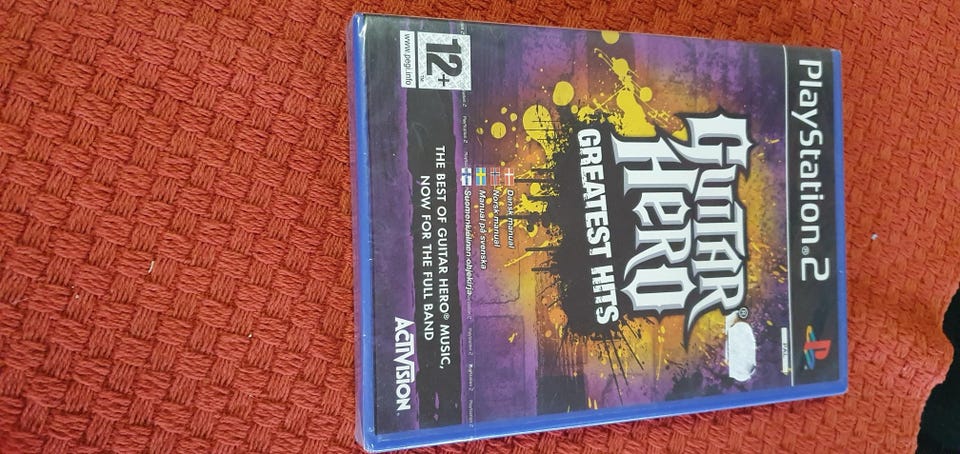 PlayStation®2
PAL
GUITAR
HERO®
GREATEST HITS
Dansk manual
Norsk manual
Manual på svenska
Suomenkielinen ohjekirja
THE BEST OF GUITAR HERO® MUSIC,
NOW FOR THE FULL BAND
12+
www.pegi.info
ACTIVISION